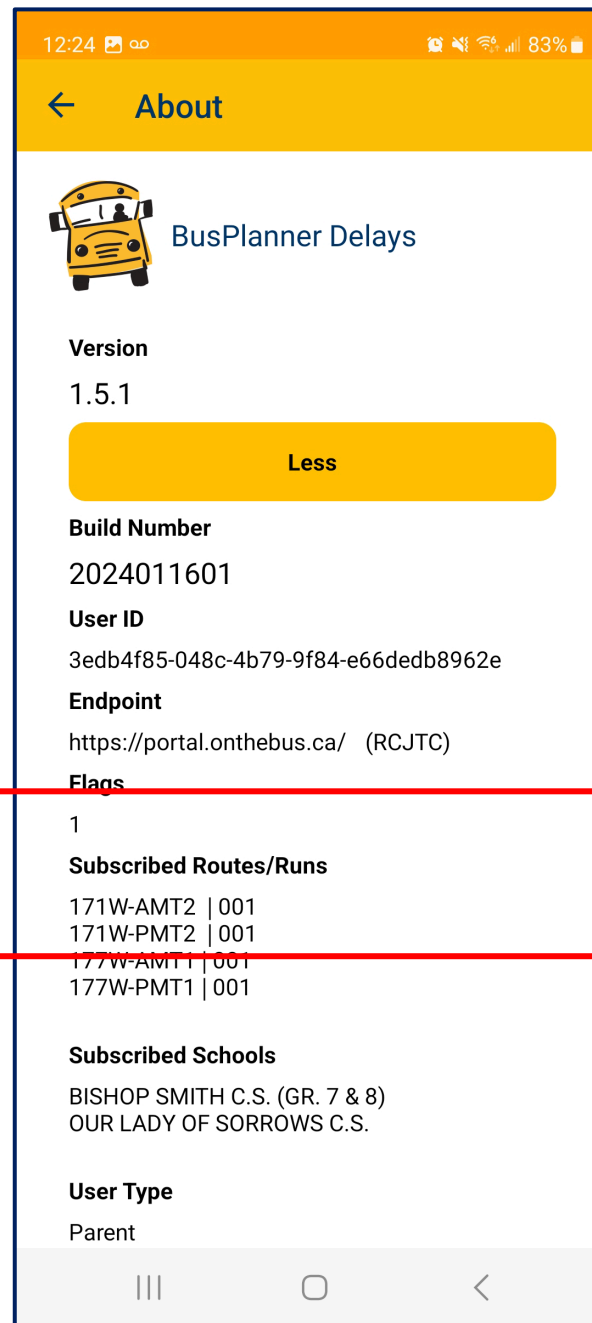 12:24 83%
About
BusPlanner Delays
Version
1.5.1
Less
Build Number
2024011601
User ID
3edb4f85-048c-4b79-9f84-e66dedb8962e
Endpoint
https://portal.onthebus.ca/ (RCJTC)
Flags
1
Subscribed Routes/Runs
171W-AMT2 | 001
171W-PMT2 | 001
177W-AMT1 | 001
177W-PMT1 | 001
Subscribed Schools
BISHOP SMITH C.S. (GR. 7 & 8)
OUR LADY OF SORROWS C.S.
User Type
Parent